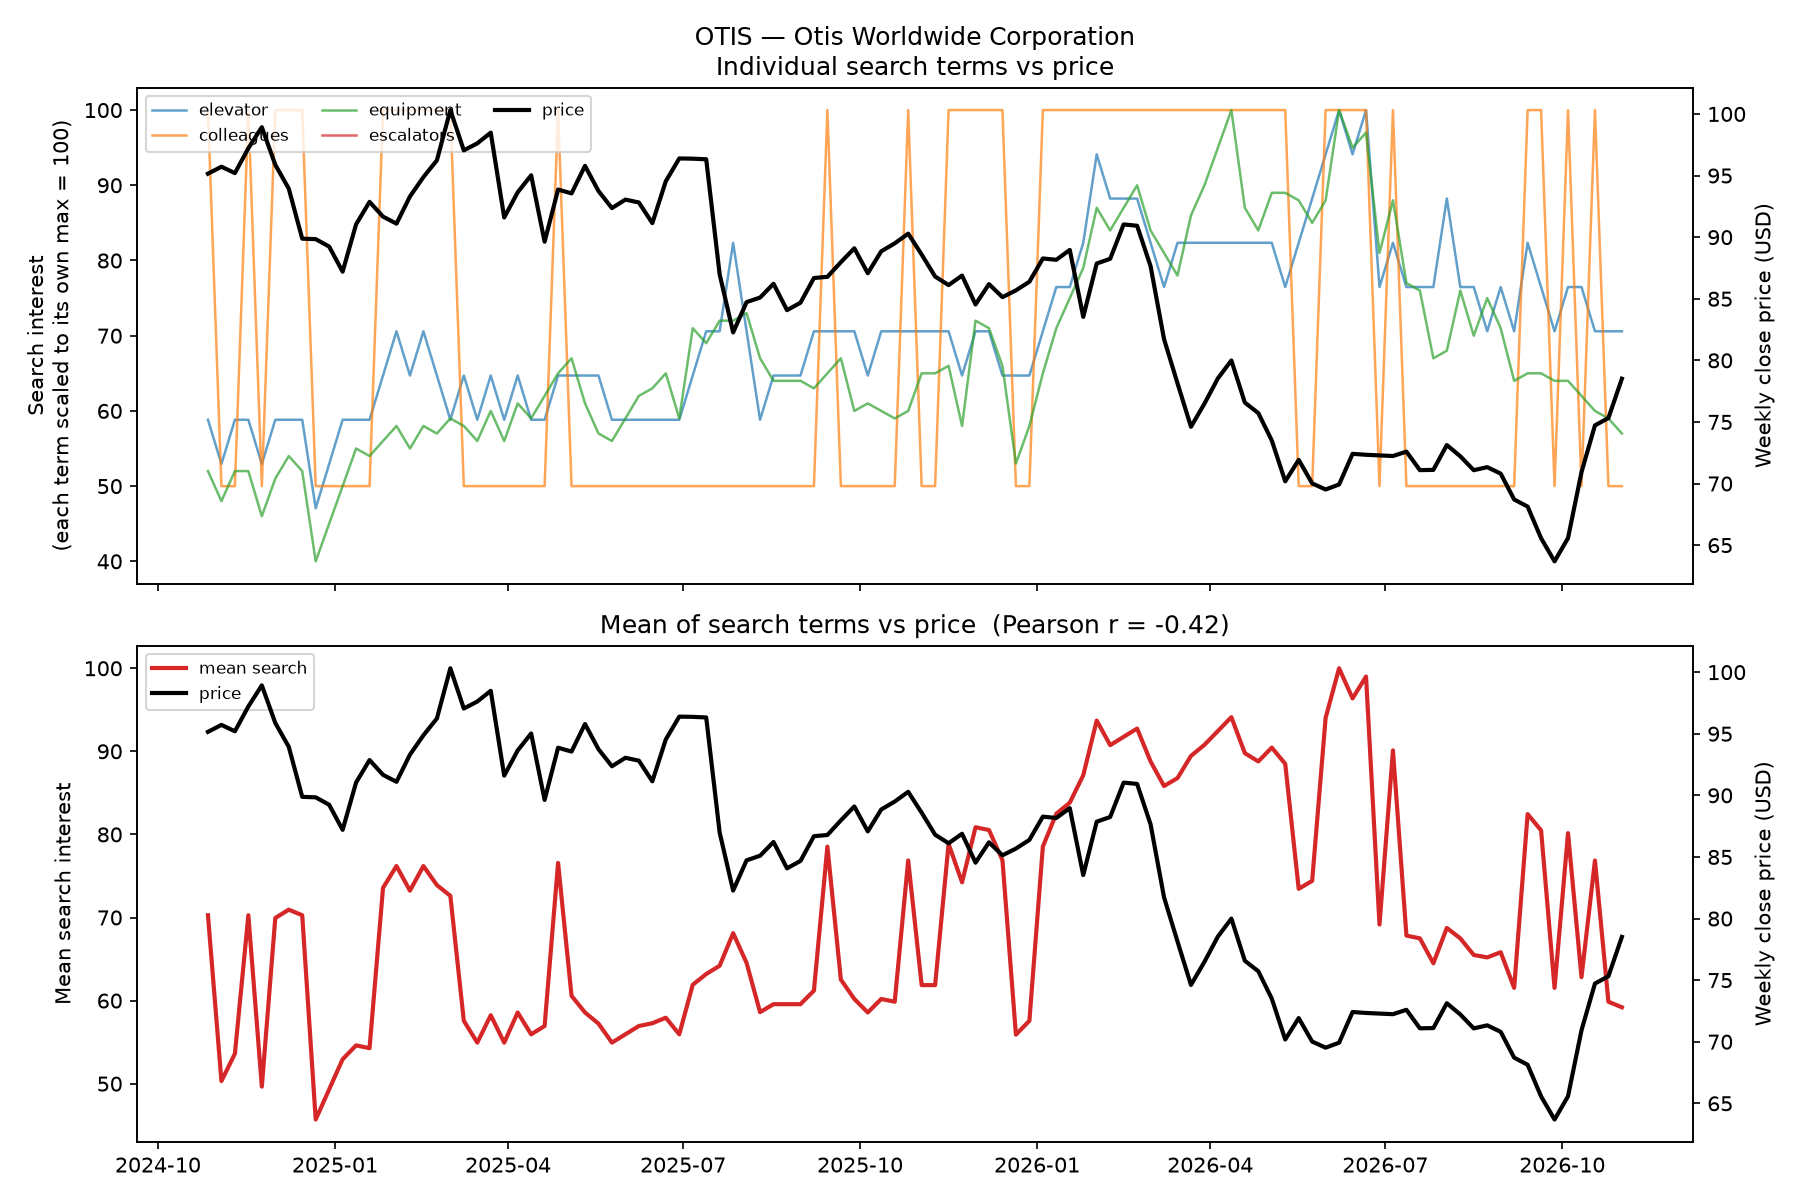 OTIS — Otis Worldwide Corporation
Individual search terms vs price
elevator
colleagues
equipment
escalators
price
Search interest
(each term scaled to its own max = 100)
100
90
80
70
60
50
40
100
95
90
85
80
75
70
65
Weekly close price (USD)
Mean of search terms vs price (Pearson r = -0.42)
mean search
price
Mean search interest
100
90
80
70
60
50
100
95
90
85
80
75
70
65
Weekly close price (USD)
2024-10
2025-01
2025-04
2025-07
2025-10
2026-01
2026-04
2026-07
2026-10